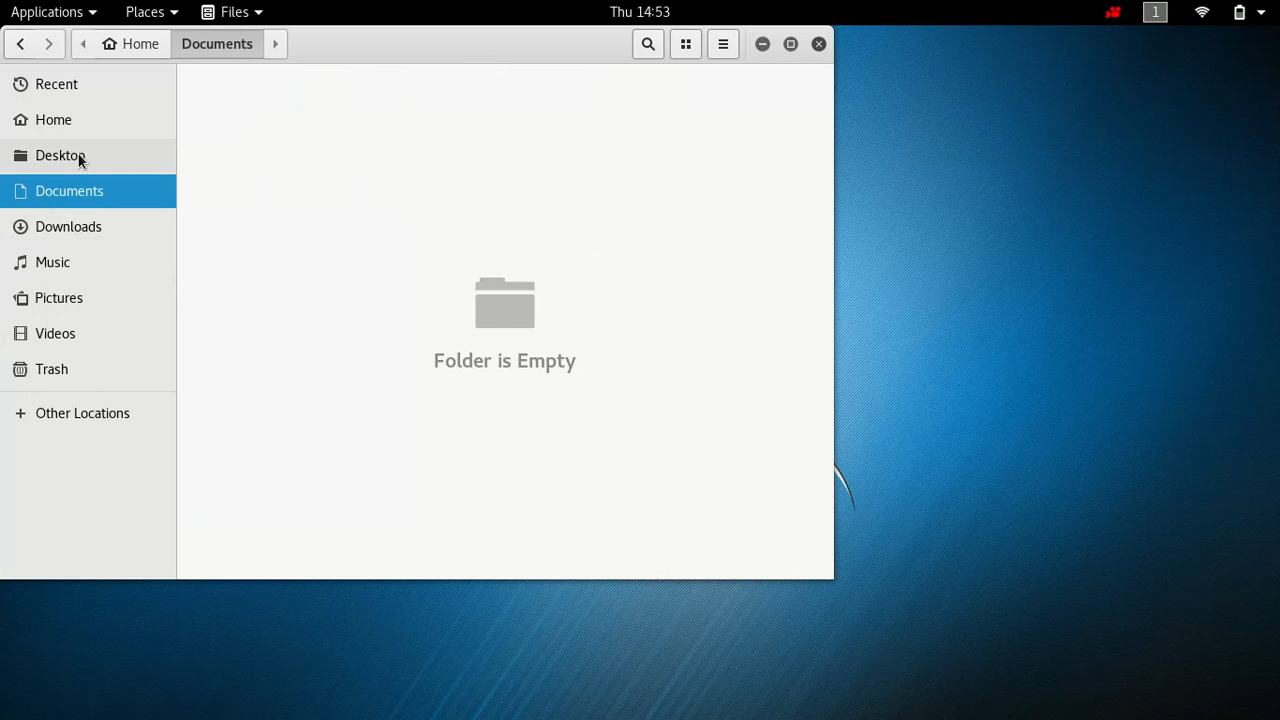 Applications Places Files Thu 14:53 1
Home Documents
Recent
Home
Desktop
Documents
Downloads
Music
Pictures
Videos
Trash
Other Locations
Folder is Empty